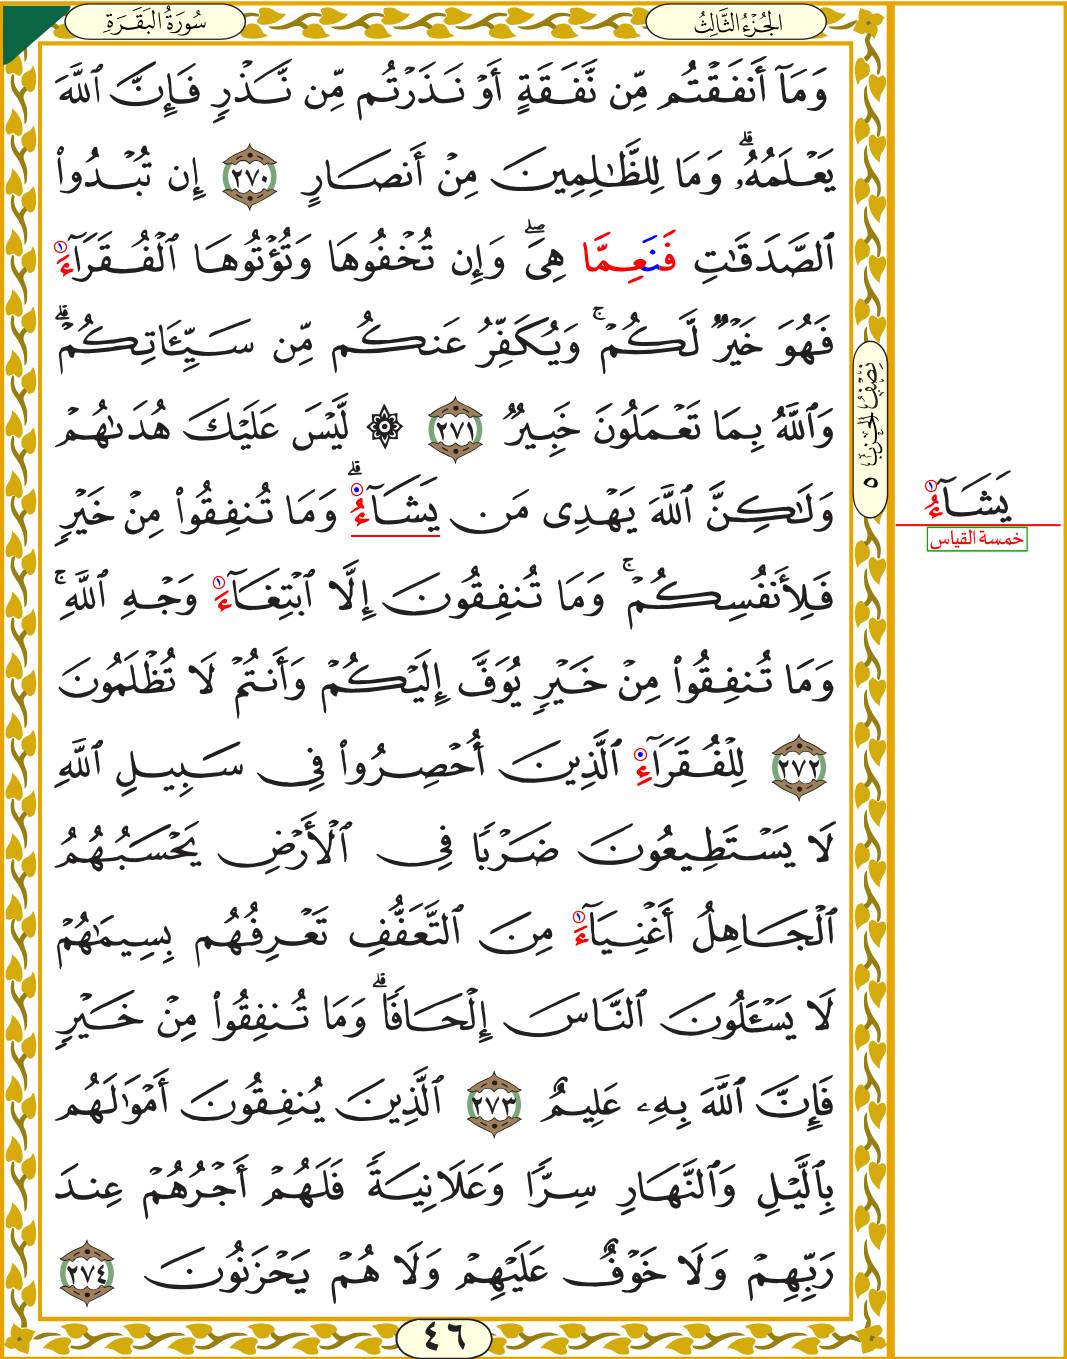 سُورَةُ البَقَرَةِ
الجُزْءُ الثَّالِثُ
وَمَآ أَنفَقۡتُم مِّن نَّفَقَةٍ أَوۡ نَذَرۡتُم مِّن نَّذۡرٖ فَإِنَّ ٱللَّهَ
يَعۡلَمُهُۥۗ وَمَا لِلظَّٰلِمِينَ مِنۡ أَنصَارٍ ٢٧٠ إِن تُبۡدُواْ
ٱلصَّدَقَٰتِ فَنَعِمَّا هِيَۖ وَإِن تُخۡفُوهَا وَتُؤۡتُوهَا ٱلۡفُقَرَآءَ ١
فَهُوَ خَيۡرٞ لَّكُمۡۚ وَيُكَفِّرُ عَنكُم مِّن سَيِّـَٔاتِكُمۡۗ
وَٱللَّهُ بِمَا تَعۡمَلُونَ خَبِيرٞ ٢٧١ ۞ لَّيۡسَ عَلَيۡكَ هُدَىٰهُمۡ
وَلَٰكِنَّ ٱللَّهَ يَهۡدِي مَن يَشَآءُۗ وَمَا تُنفِقُواْ مِنۡ خَيۡرٖ
فَلِأَنفُسِكُمۡۚ وَمَا تُنفِقُونَ إِلَّا ٱبۡتِغَآءَ ١ وَجۡهِ ٱللَّهِۚ
وَمَا تُنفِقُواْ مِنۡ خَيۡرٖ يُوَفَّ إِلَيۡكُمۡ وَأَنتُمۡ لَا تُظۡلَمُونَ
٢٧٢ لِلۡفُقَرَآءِ ٱلَّذِينَ أُحۡصِرُواْ فِي سَبِيلِ ٱللَّهِ
لَا يَسۡتَطِيعُونَ ضَرۡبٗا فِي ٱلۡأَرۡضِ يَحۡسَبُهُمُ
ٱلۡجَاهِلُ أَغۡنِيَآءَ ١ مِنَ ٱلتَّعَفُّفِ تَعۡرِفُهُم بِسِيمَٰهُمۡ
لَا يَسۡـَٔلُونَ ٱلنَّاسَ إِلۡحَافٗاۗ وَمَا تُنفِقُواْ مِنۡ خَيۡرٖ
فَإِنَّ ٱللَّهَ بِهِۦ عَلِيمٌ ٢٧٣ ٱلَّذِينَ يُنفِقُونَ أَمۡوَٰلَهُم
بِٱلَّيۡلِ وَٱلنَّهَارِ سِرّٗا وَعَلَانِيَةٗ فَلَهُمۡ أَجۡرُهُمۡ عِندَ
رَبِّهِمۡ وَلَا خَوۡفٌ عَلَيۡهِمۡ وَلَا هُمۡ يَحۡزَنُونَ ٢٧٤
نِصْفُ الحِزْبِ ٥
يَشَآءُ ١
خمسة القياس
٤٦